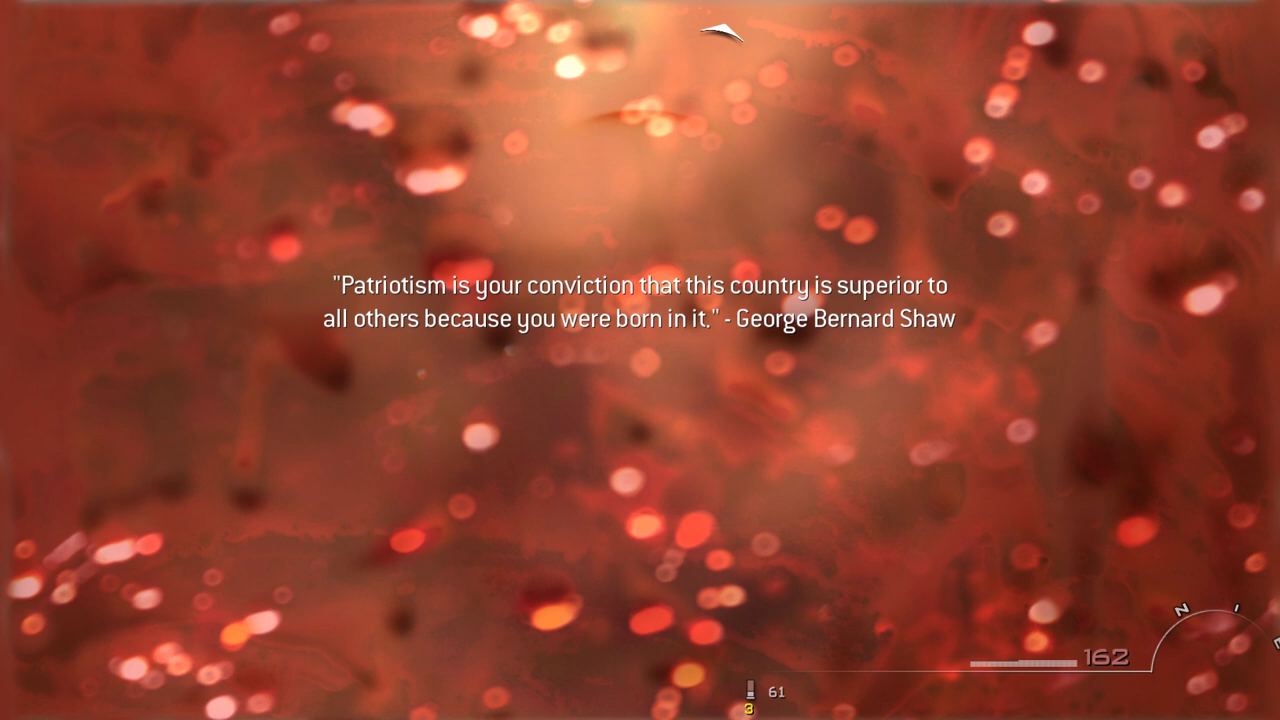 "Patriotism is your conviction that this country is superior to
all others because you were born in it." - George Bernard Shaw
N
162
61
3